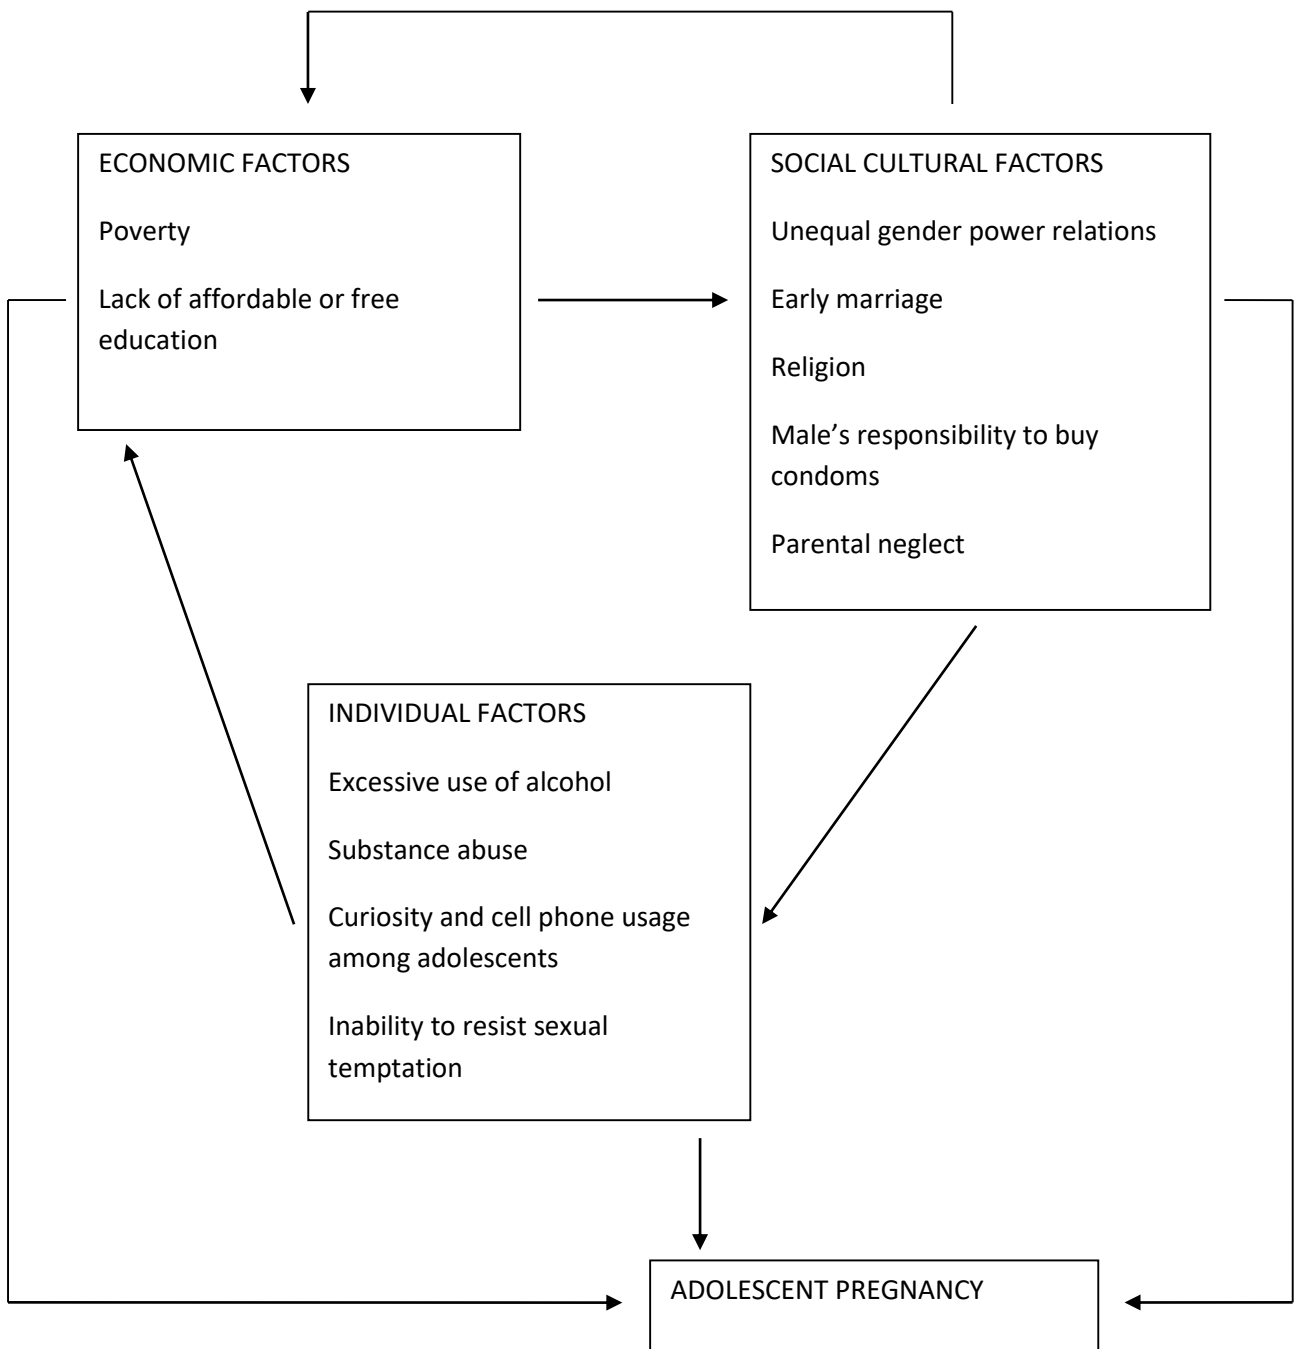 ECONOMIC FACTORS
Poverty
Lack of affordable or free
education
SOCIAL CULTURAL FACTORS
Unequal gender power relations
Early marriage
Religion
Male’s responsibility to buy
condoms
Parental neglect
INDIVIDUAL FACTORS
Excessive use of alcohol
Substance abuse
Curiosity and cell phone usage
among adolescents
Inability to resist sexual
temptation
ADOLESCENT PREGNANCY